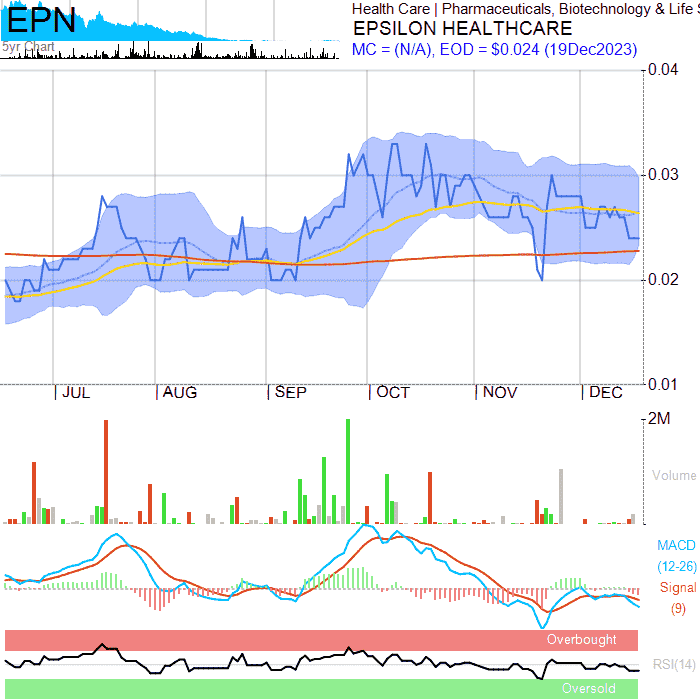 EPN
5yr Chart
Health Care | Pharmaceuticals, Biotechnology & Life S
EPSILON HEALTHCARE
MC = (N/A), EOD = $0.024 (19Dec2023)
0.04
0.03
0.02
0.01
JUL AUG SEP OCT NOV DEC
2M
Volume
MACD
(12-26)
Signal
(9)
Overbought
RSI(14)
Oversold